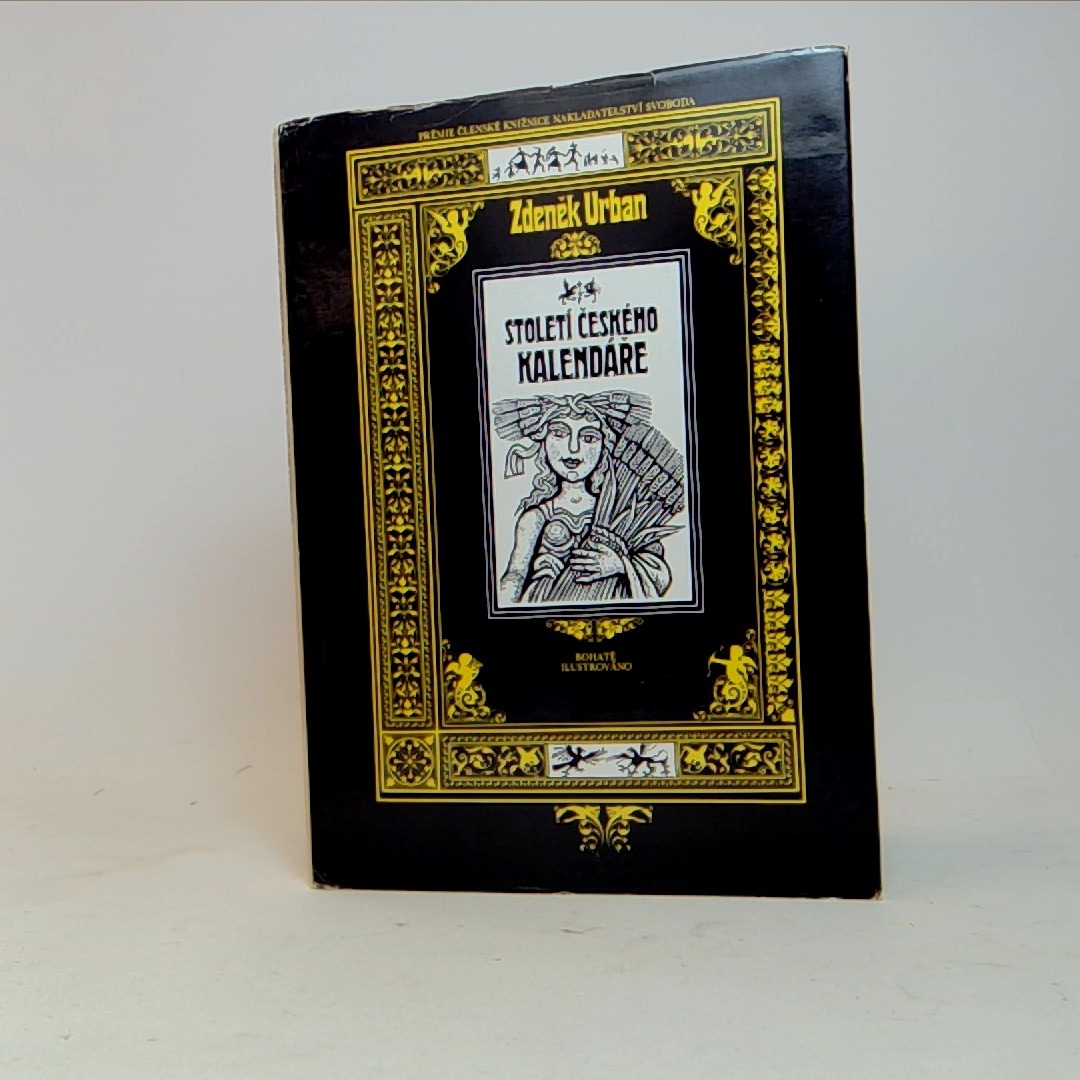 PRÉMIE ČLENSKÉ KNIŽNICE NAKLADATELSTVÍ SVOBODA
Zdeněk Urban
STOLETÍ ČESKÉHO
KALENDÁŘE
BOHATĚ
ILUSTROVÁNO